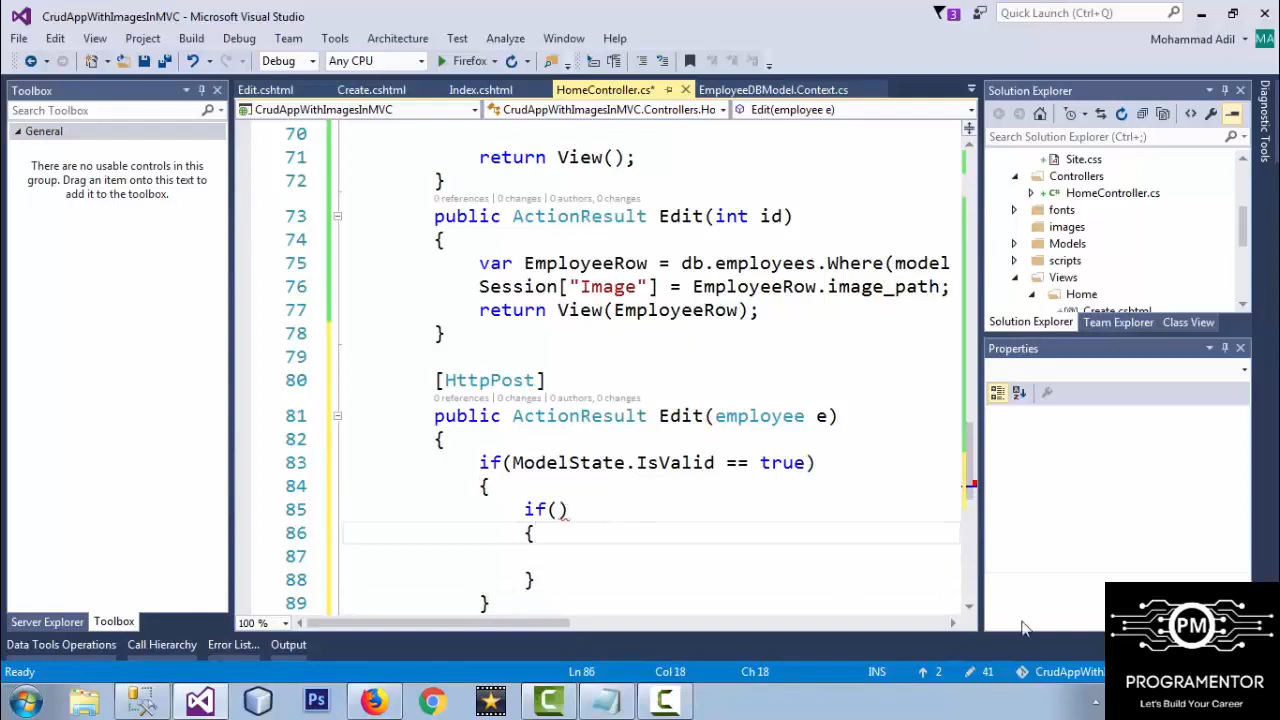 CrudAppWithImagesInMVC - Microsoft Visual Studio
3
Quick Launch (Ctrl+Q)
File Edit View Project Build Debug Team Tools Architecture Test Analyze Window Help
Mohammad Adil
MA
Debug
Any CPU
Firefox
Toolbox
Search Toolbox
General
There are no usable controls in this
group. Drag an item onto this text to
add it to the toolbox.
Server Explorer Toolbox
Edit.cshtml Create.cshtml Index.cshtml HomeController.cs* EmployeeDBModel.Context.cs
CrudAppWithImagesInMVC CrudAppWithImagesInMVC.Controllers.Ho Edit(employee e)
70
71 return View();
72 }
0 references | 0 changes | 0 authors, 0 changes
73 public ActionResult Edit(int id)
74 {
75 var EmployeeRow = db.employees.Where(model
76 Session["Image"] = EmployeeRow.image_path;
77 return View(EmployeeRow);
78 }
79
80 [HttpPost]
0 references | 0 changes | 0 authors, 0 changes
81 public ActionResult Edit(employee e)
82 {
83 if(ModelState.IsValid == true)
84 {
85 if()
86 {
87
88 }
89 }
100 %
Solution Explorer
Search Solution Explorer (Ctrl+;)
Site.css
Controllers
HomeController.cs
fonts
images
Models
scripts
Views
Home
Create.cshtml
Solution Explorer Team Explorer Class View
Properties
Diagnostic Tools
Data Tools Operations Call Hierarchy Error List... Output
Ready
Ln 86
Col 18
Ch 18
INS
2
41
CrudAppWith
Ps
PM
PROGRAMENTOR
Let's Build Your Career